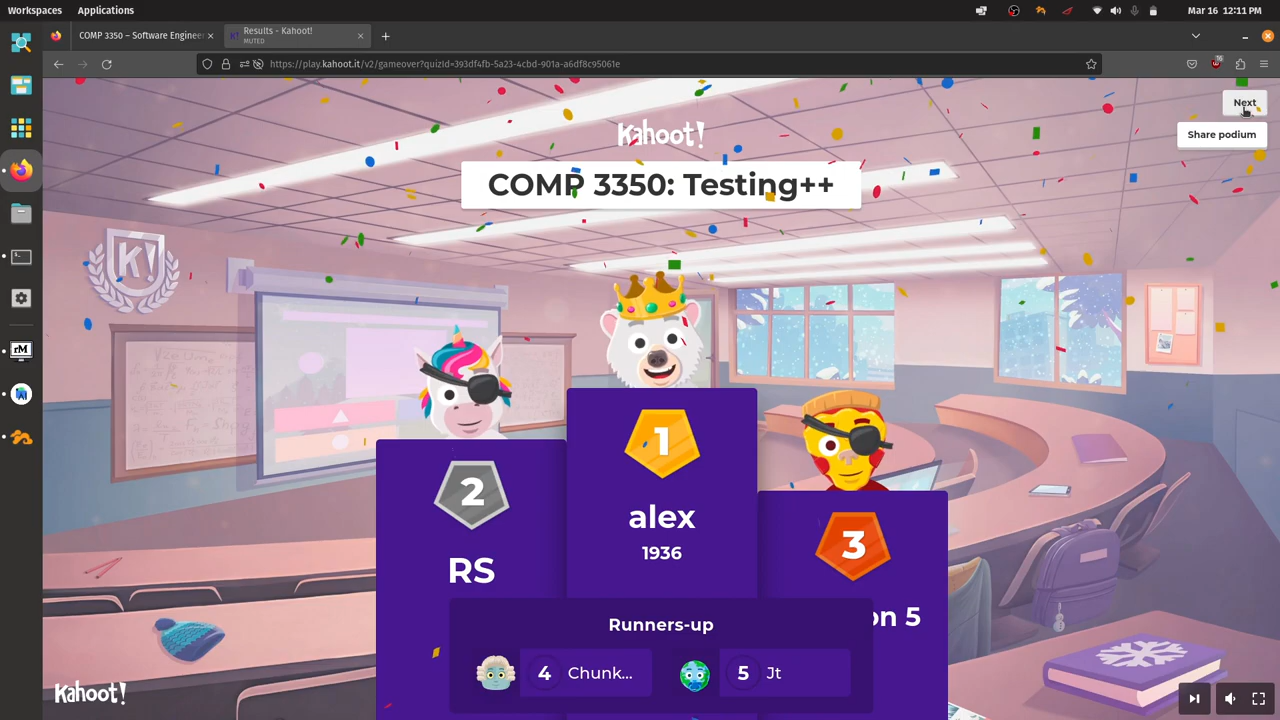 Workspaces Applications Mar 16 12:11 PM
COMP 3350 – Software Engineer
Results - Kahoot!
MUTED
https://play.kahoot.it/v2/gameover?quizId=393df4fb-5a23-4cbd-901a-a6df8c95061e
Next
Share podium
Kahoot!
COMP 3350: Testing++
K!
1
alex
1936
2
RS
3
on 5
Runners-up
4 Chunk...
5 Jt
Kahoot!